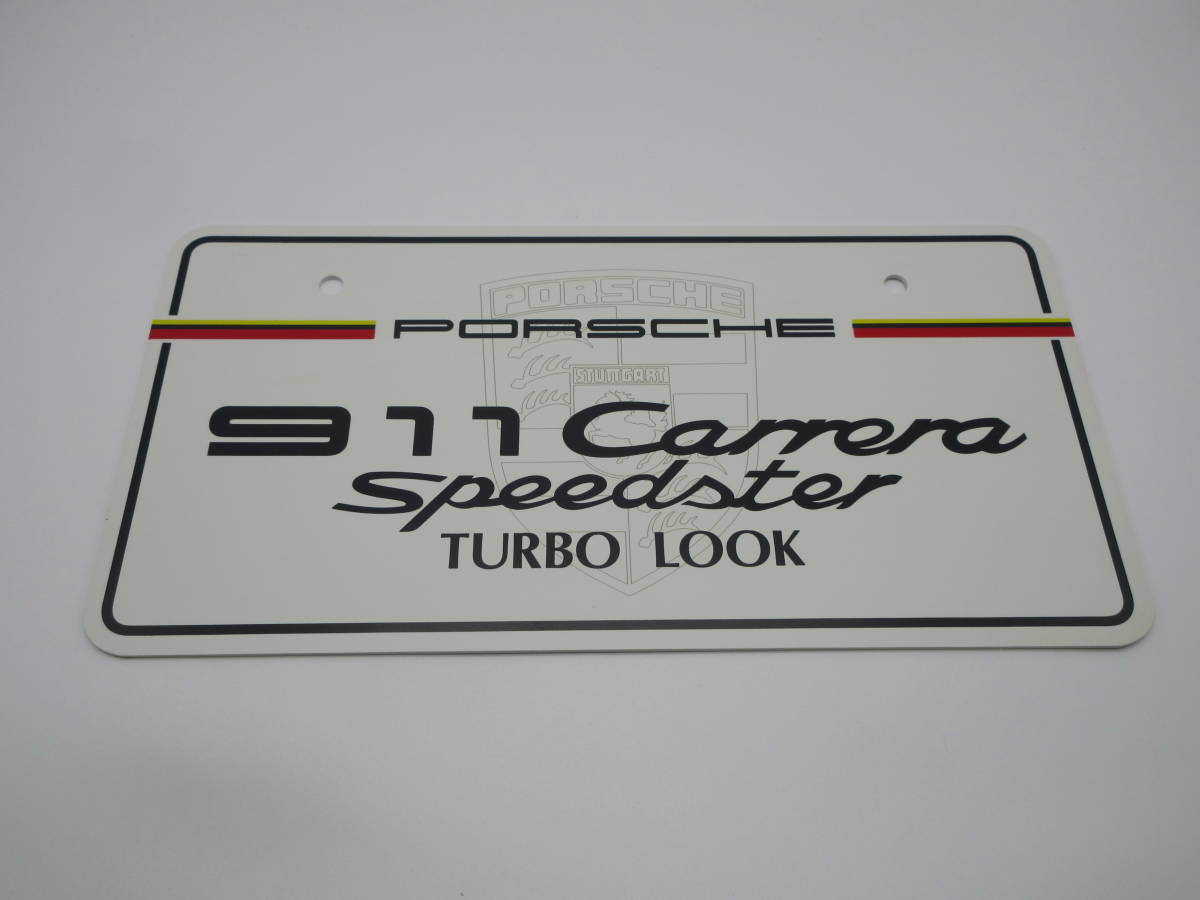 PORSCHE
PORSCHE
STUTTGART
911 Carrera
Speedster
TURBO LOOK